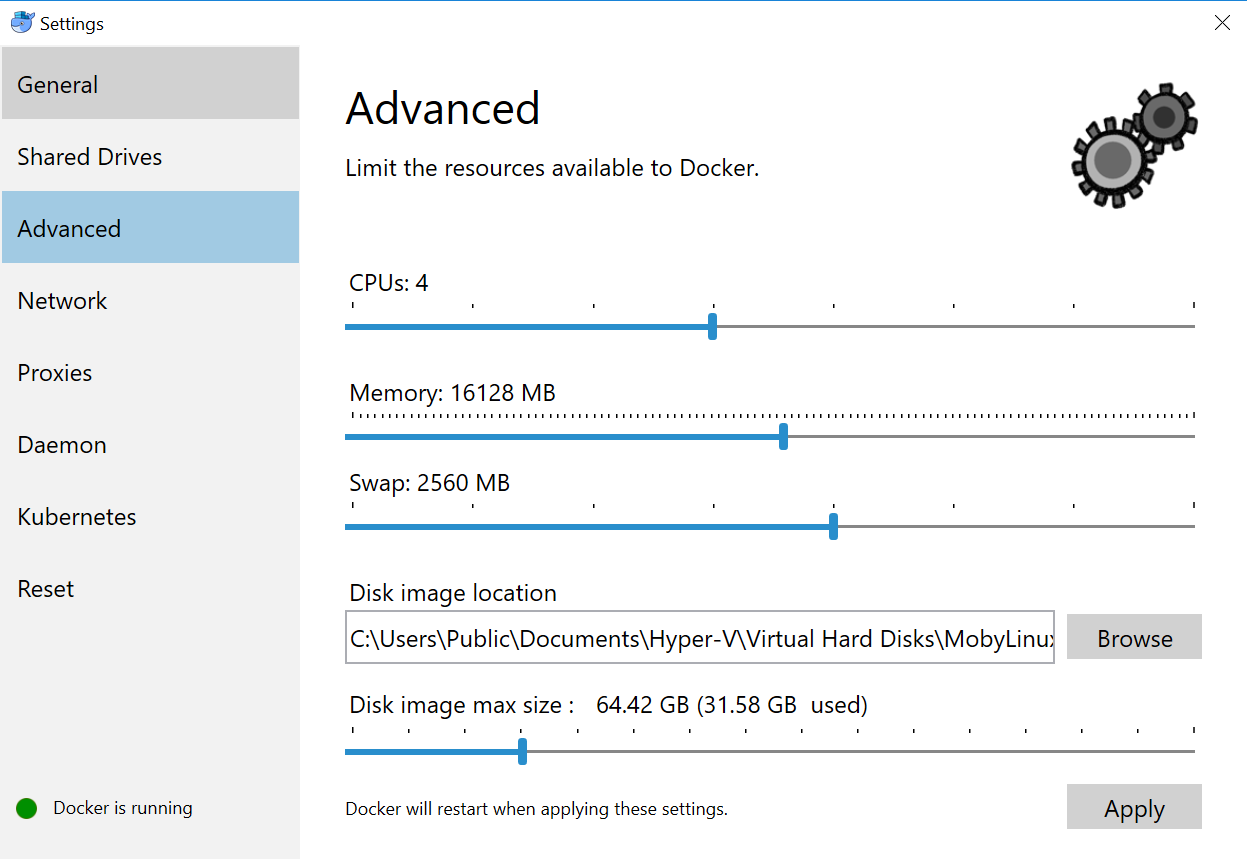 Settings
General
Shared Drives
Advanced
Network
Proxies
Daemon
Kubernetes
Reset
Docker is running
Advanced
Limit the resources available to Docker.
CPUs: 4
Memory: 16128 MB
Swap: 2560 MB
Disk image location
C:\Users\Public\Documents\Hyper-V\Virtual Hard Disks\MobyLinux
Browse
Disk image max size : 64.42 GB (31.58 GB used)
Docker will restart when applying these settings.
Apply